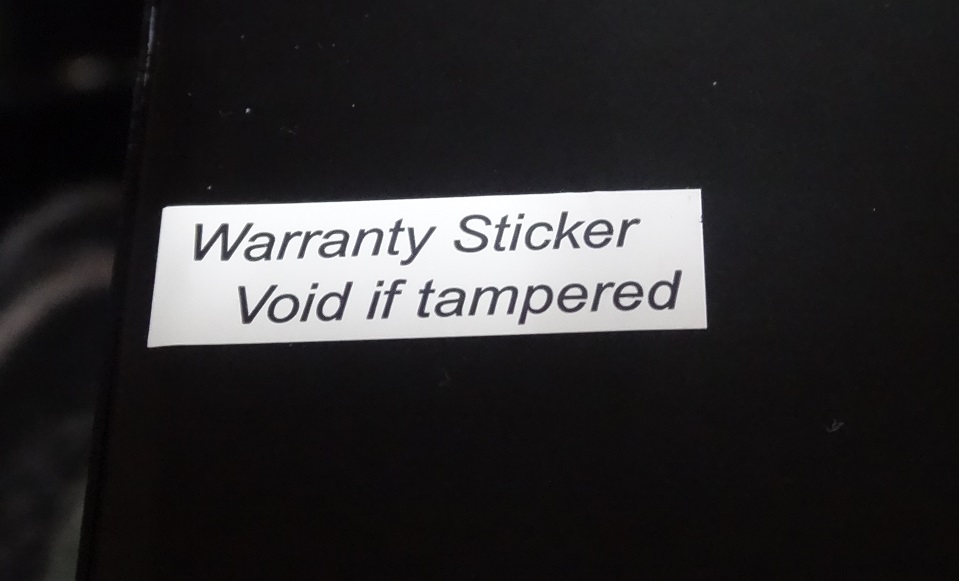 Warranty Sticker
Void if tampered